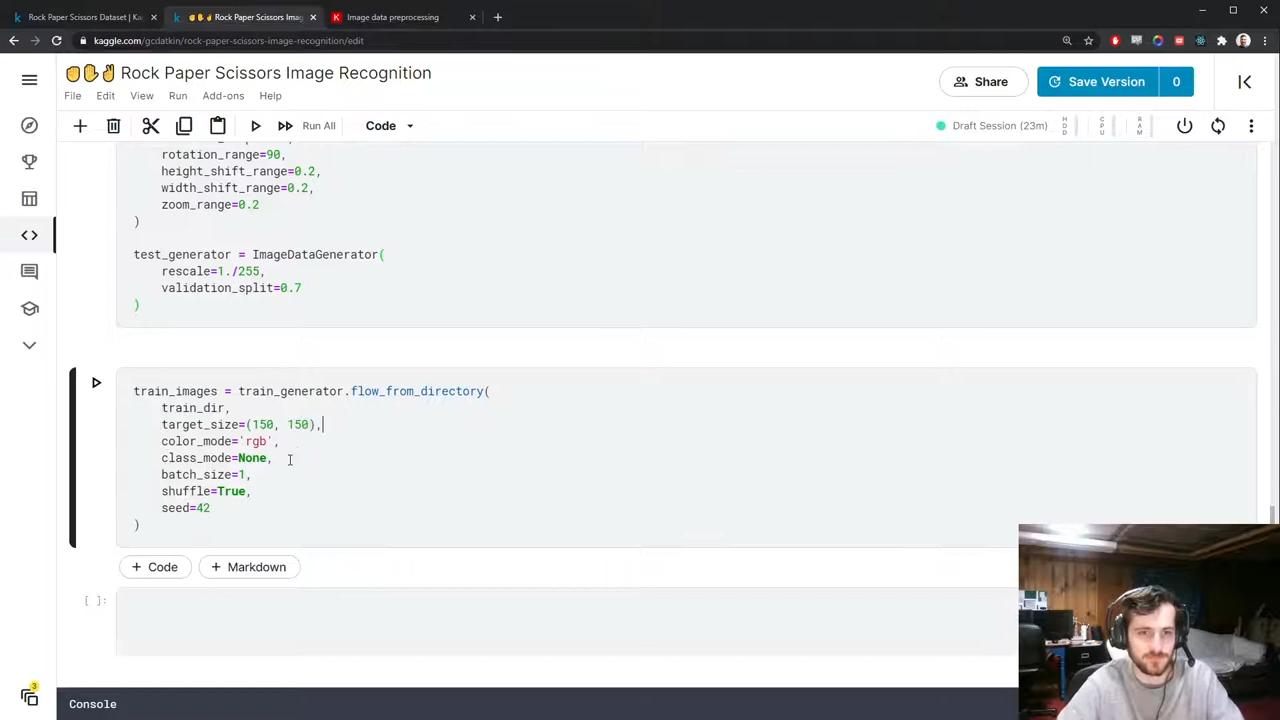 Rock Paper Scissors Dataset | Ka
✊✋✌ Rock Paper Scissors Imag
Image data preprocessing
kaggle.com/gcdatkin/rock-paper-scissors-image-recognition/edit
✊✋✌ Rock Paper Scissors Image Recognition
File Edit View Run Add-ons Help
Share
Save Version 0
Run All
Code
Draft Session (23m)
HDD
CPU
RAM
rotation_range=90,
height_shift_range=0.2,
width_shift_range=0.2,
zoom_range=0.2
)
test_generator = ImageDataGenerator(
rescale=1./255,
validation_split=0.7
)
train_images = train_generator.flow_from_directory(
train_dir,
target_size=(150, 150),
color_mode='rgb',
class_mode=None,
batch_size=1,
shuffle=True,
seed=42
)
+ Code
+ Markdown
[ ]:
3
Console